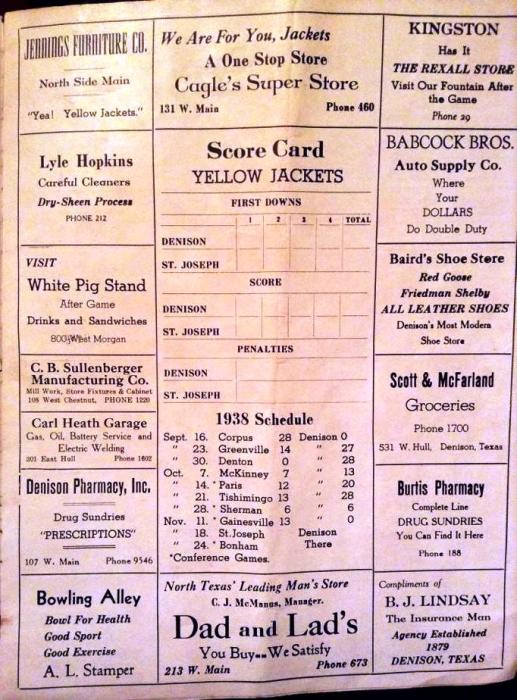 JENNINGS FURNITURE CO.
North Side Main
"Yea! Yellow Jackets."
Lyle Hopkins
Careful Cleaners
Dry-Sheen Process
PHONE 212
VISIT
White Pig Stand
After Game
Drinks and Sandwiches
800½ West Morgan
C. B. Sullenberger
Manufacturing Co.
Mill Work, Store Fixtures & Cabinet
108 West Chestnut, PHONE 1220
Carl Heath Garage
Gas, Oil, Battery Service and
Electric Welding
301 East Hull Phone 1602
Denison Pharmacy, Inc.
Drug Sundries
"PRESCRIPTIONS"
107 W. Main Phone 9546
Bowling Alley
Bowl For Health
Good Sport
Good Exercise
A. L. Stamper
We Are For You, Jackets
A One Stop Store
Cagle's Super Store
131 W. Main Phone 460
Score Card
YELLOW JACKETS
FIRST DOWNS
1 2 3 4 TOTAL
DENISON
ST. JOSEPH
SCORE
DENISON
ST. JOSEPH
PENALTIES
DENISON
ST. JOSEPH
1938 Schedule
Sept. 16. Corpus 28 Denison 0
" 23. Greenville 14 " 27
" 30. Denton 0 " 28
Oct. 7. McKinney 7 " 13
" 14. * Paris 12 " 20
" 21. Tishimingo 13 " 28
" 28. * Sherman 6 " 6
Nov. 11. * Gainesville 13 " 0
" 18. St. Joseph Denison
" 24. * Bonham There
*Conference Games.
North Texas' Leading Man's Store
C. J. McManus, Manager.
Dad and Lad's
You Buy--We Satisfy
213 W. Main Phone 673
KINGSTON
Has It
THE REXALL STORE
Visit Our Fountain After
the Game
Phone 29
BABCOCK BROS.
Auto Supply Co.
Where
Your
DOLLARS
Do Double Duty
Baird's Shoe Store
Red Goose
Friedman Shelby
ALL LEATHER SHOES
Denison's Most Modern
Shoe Store
Scott & McFarland
Groceries
Phone 1700
531 W. Hull, Denison, Texas
Burtis Pharmacy
Complete Line
DRUG SUNDRIES
You Can Find It Here
Phone 188
Compliments of
B. J. LINDSAY
The Insurance Man
Agency Established
1879
DENISON, TEXAS